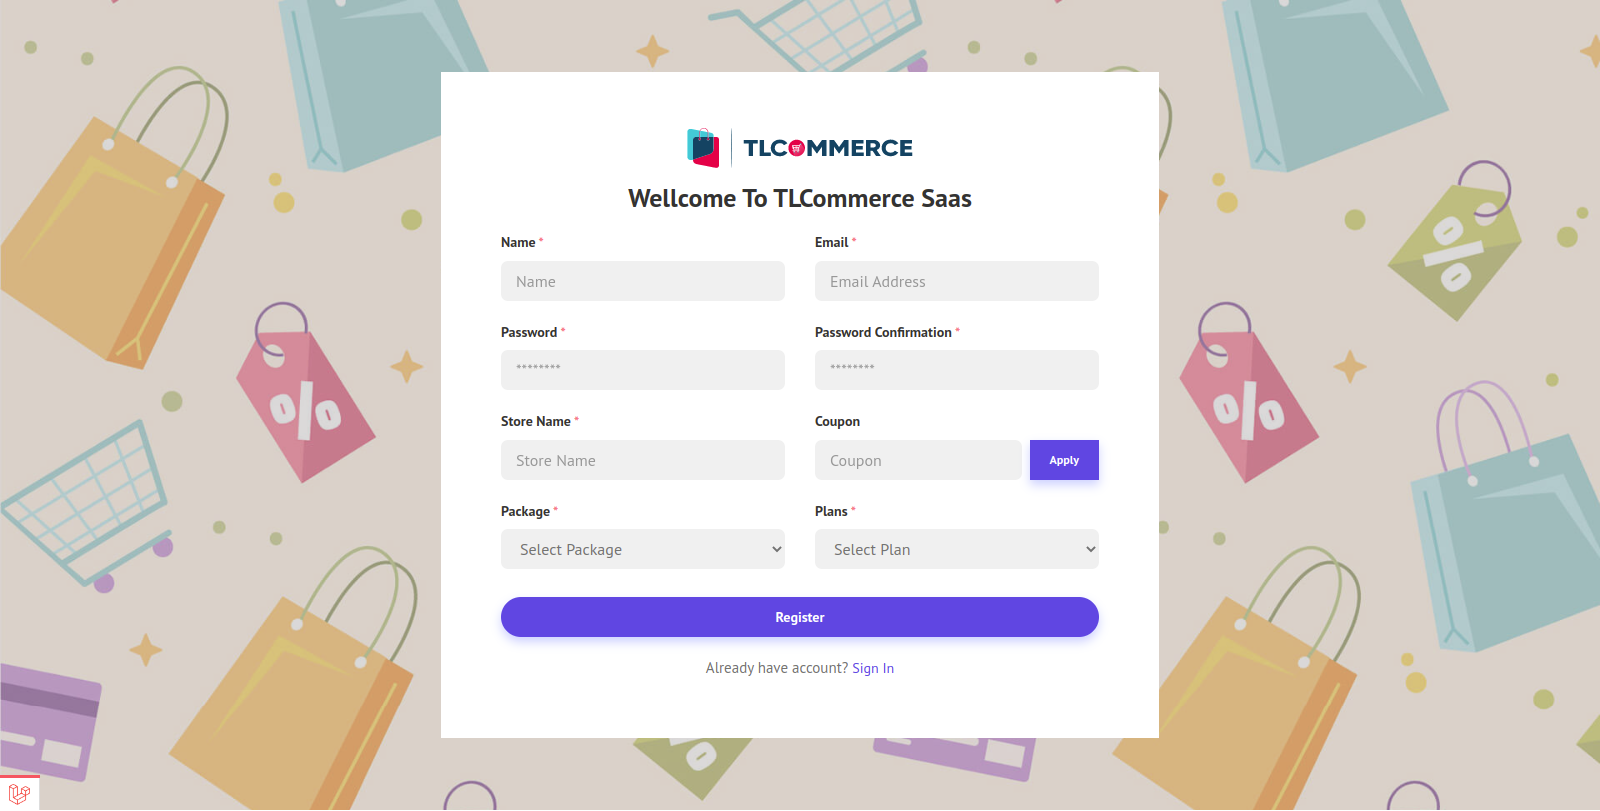 TLCOMMERCE
Wellcome To TLCommerce Saas
Name *
Email *
Name
Email Address
Password *
Password Confirmation *
********
********
Store Name *
Coupon
Store Name
Coupon
Apply
Package *
Plans *
Select Package
Select Plan
Register
Already have account? Sign In